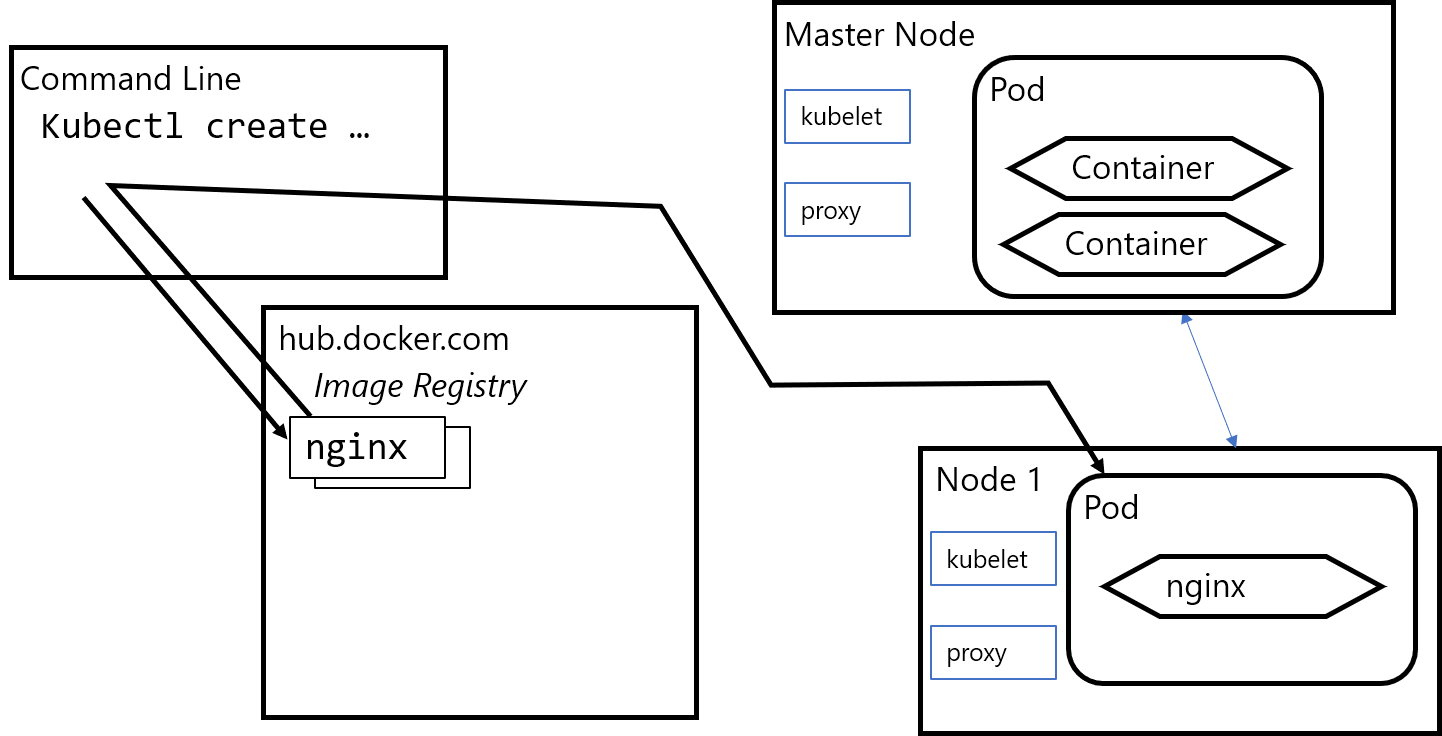 Command Line
Kubectl create …
hub.docker.com
Image Registry
nginx
Master Node
kubelet
proxy
Pod
Container
Container
Node 1
kubelet
proxy
Pod
nginx